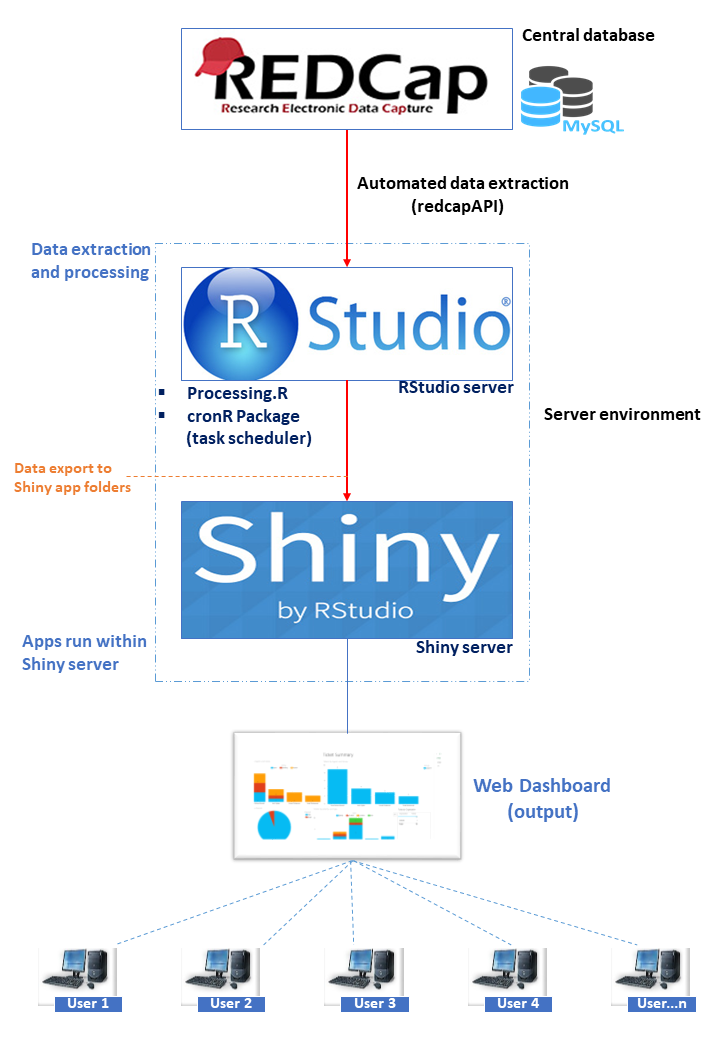 Central database
REDCap
Research Electronic Data Capture
MySQL
Automated data extraction
(redcapAPI)
Data extraction
and processing
R Studio®
RStudio server
▪ Processing.R
▪ cronR Package
(task scheduler)
Server environment
Data export to
Shiny app folders
Shiny
by RStudio
Apps run within
Shiny server
Shiny server
Web Dashboard
(output)
User 1
User 2
User 3
User 4
User...n